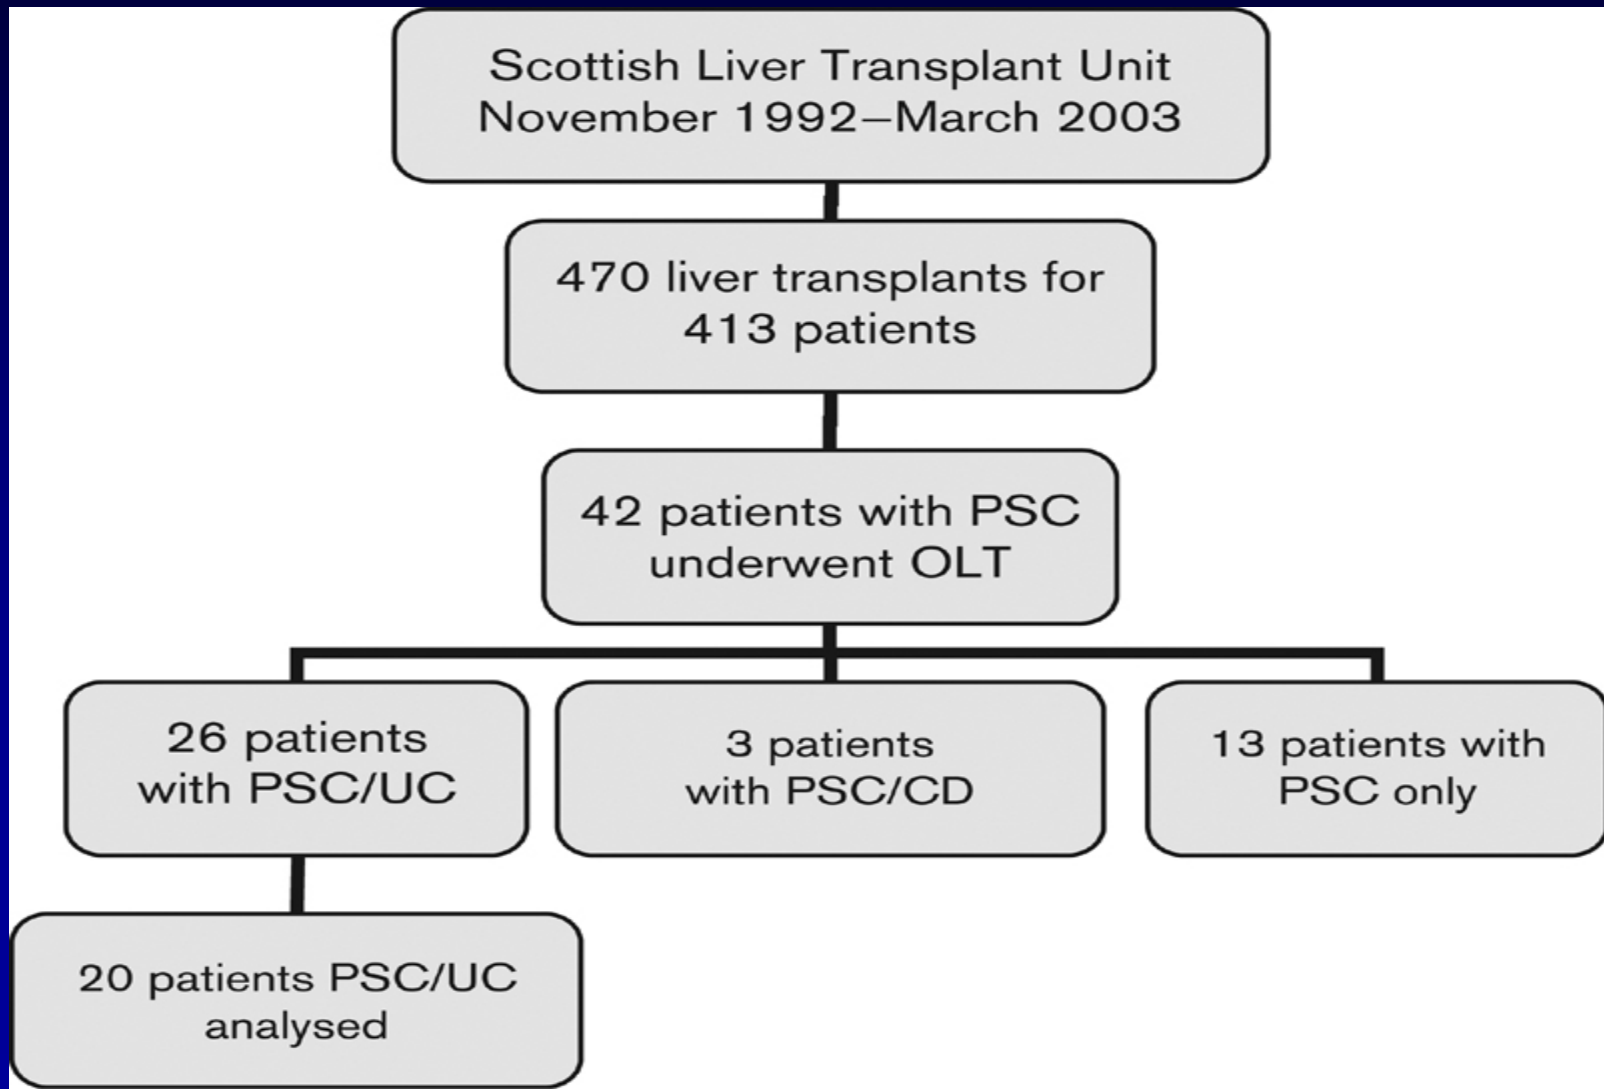 Scottish Liver Transplant Unit
November 1992–March 2003
470 liver transplants for
413 patients
42 patients with PSC
underwent OLT
26 patients
with PSC/UC
3 patients
with PSC/CD
13 patients with
PSC only
20 patients PSC/UC
analysed